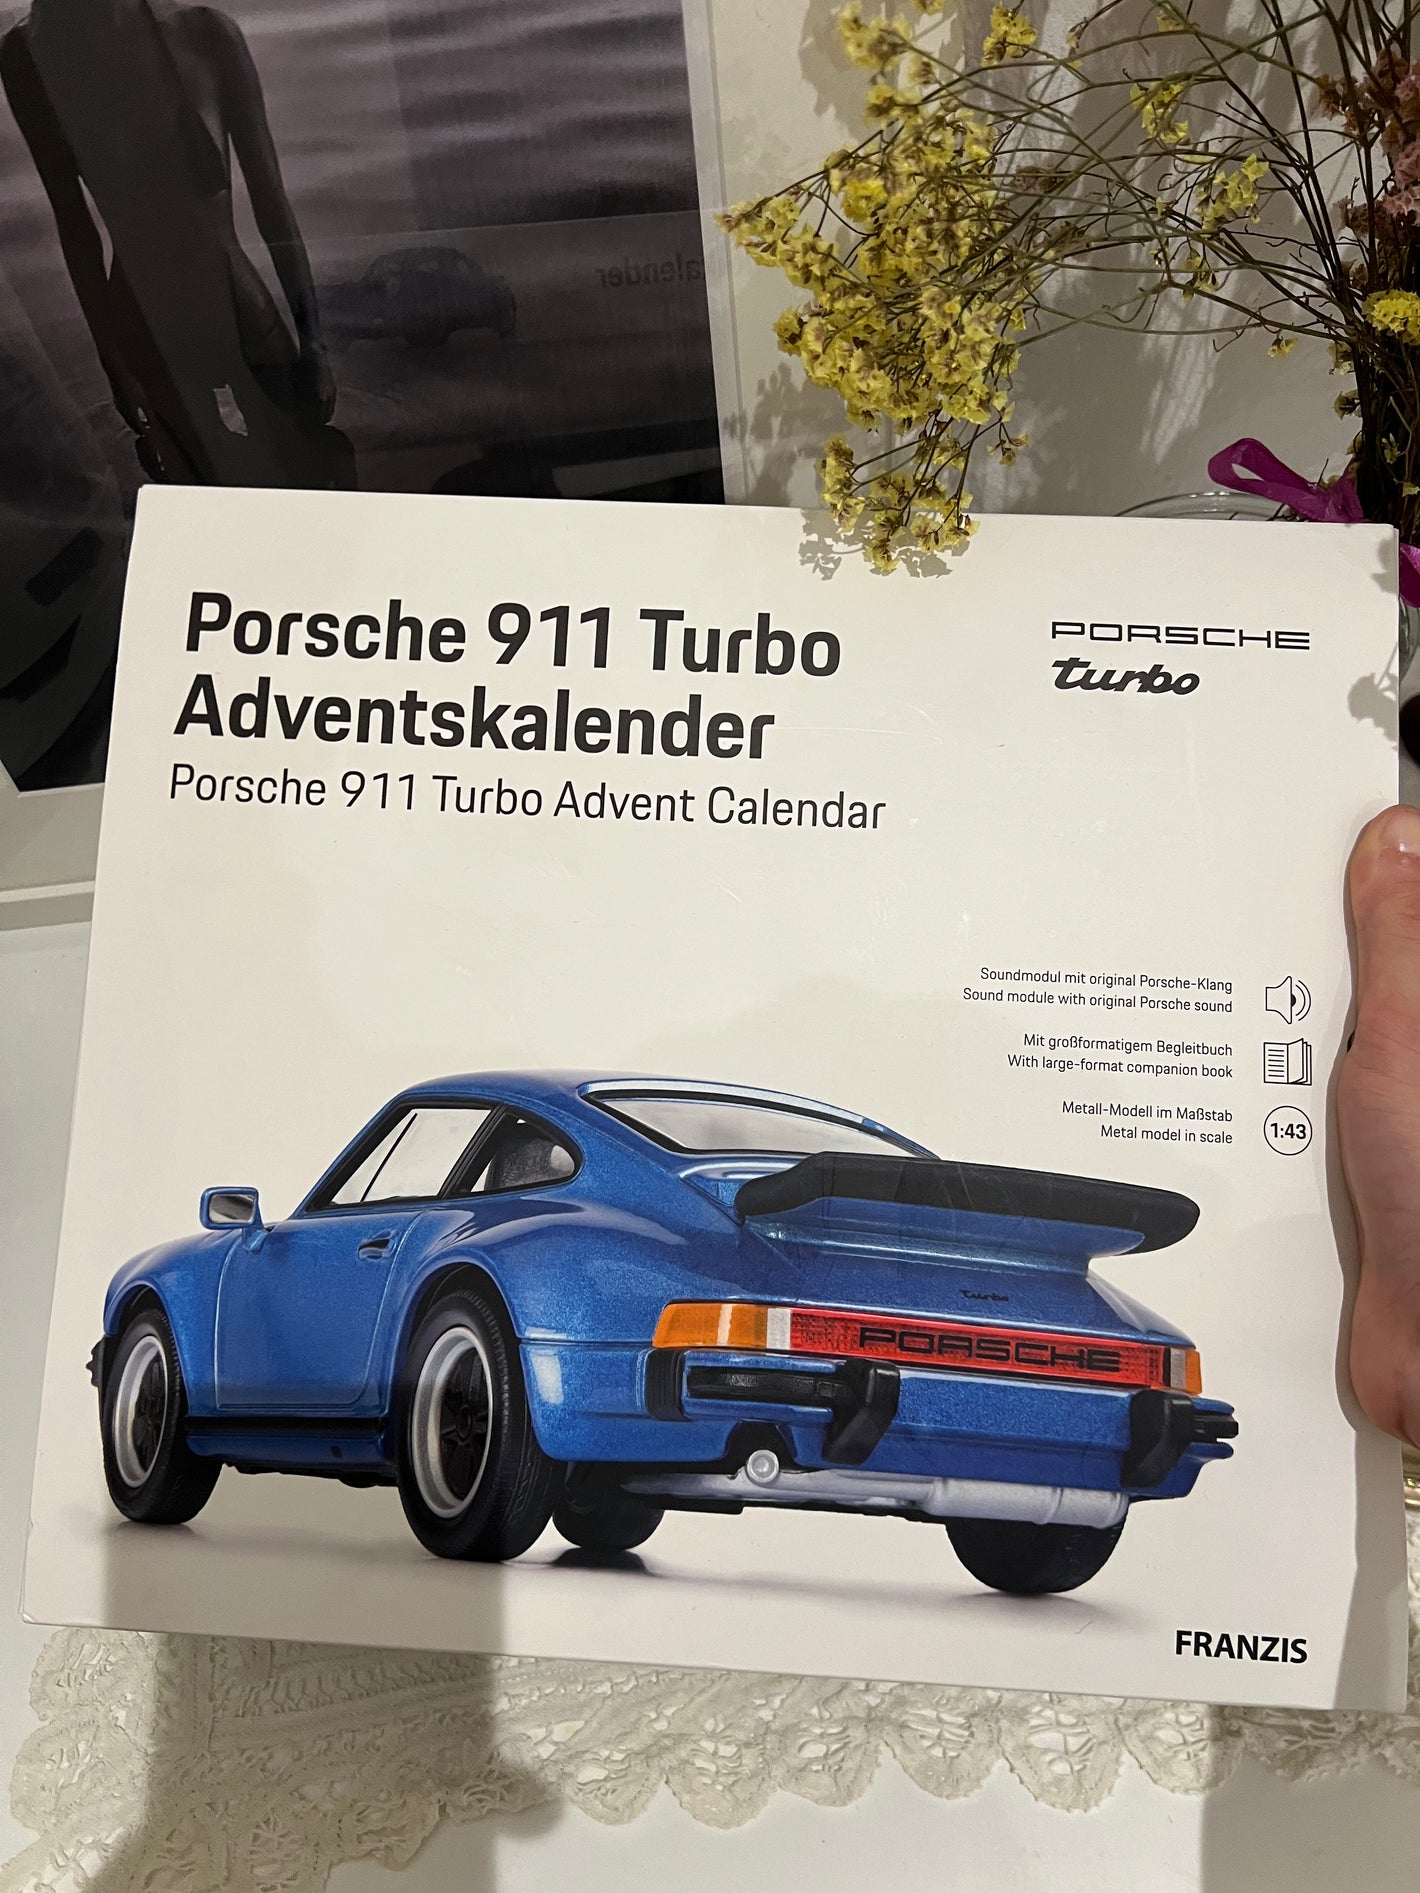 Porsche 911 Turbo
Adventskalender
Porsche 911 Turbo Advent Calendar
PORSCHE
turbo
Soundmodul mit original Porsche-Klang
Sound module with original Porsche sound
Mit großformatigem Begleitbuch
With large-format companion book
Metall-Modell im Maßstab
Metal model in scale
1:43
turbo
PORSCHE
FRANZIS